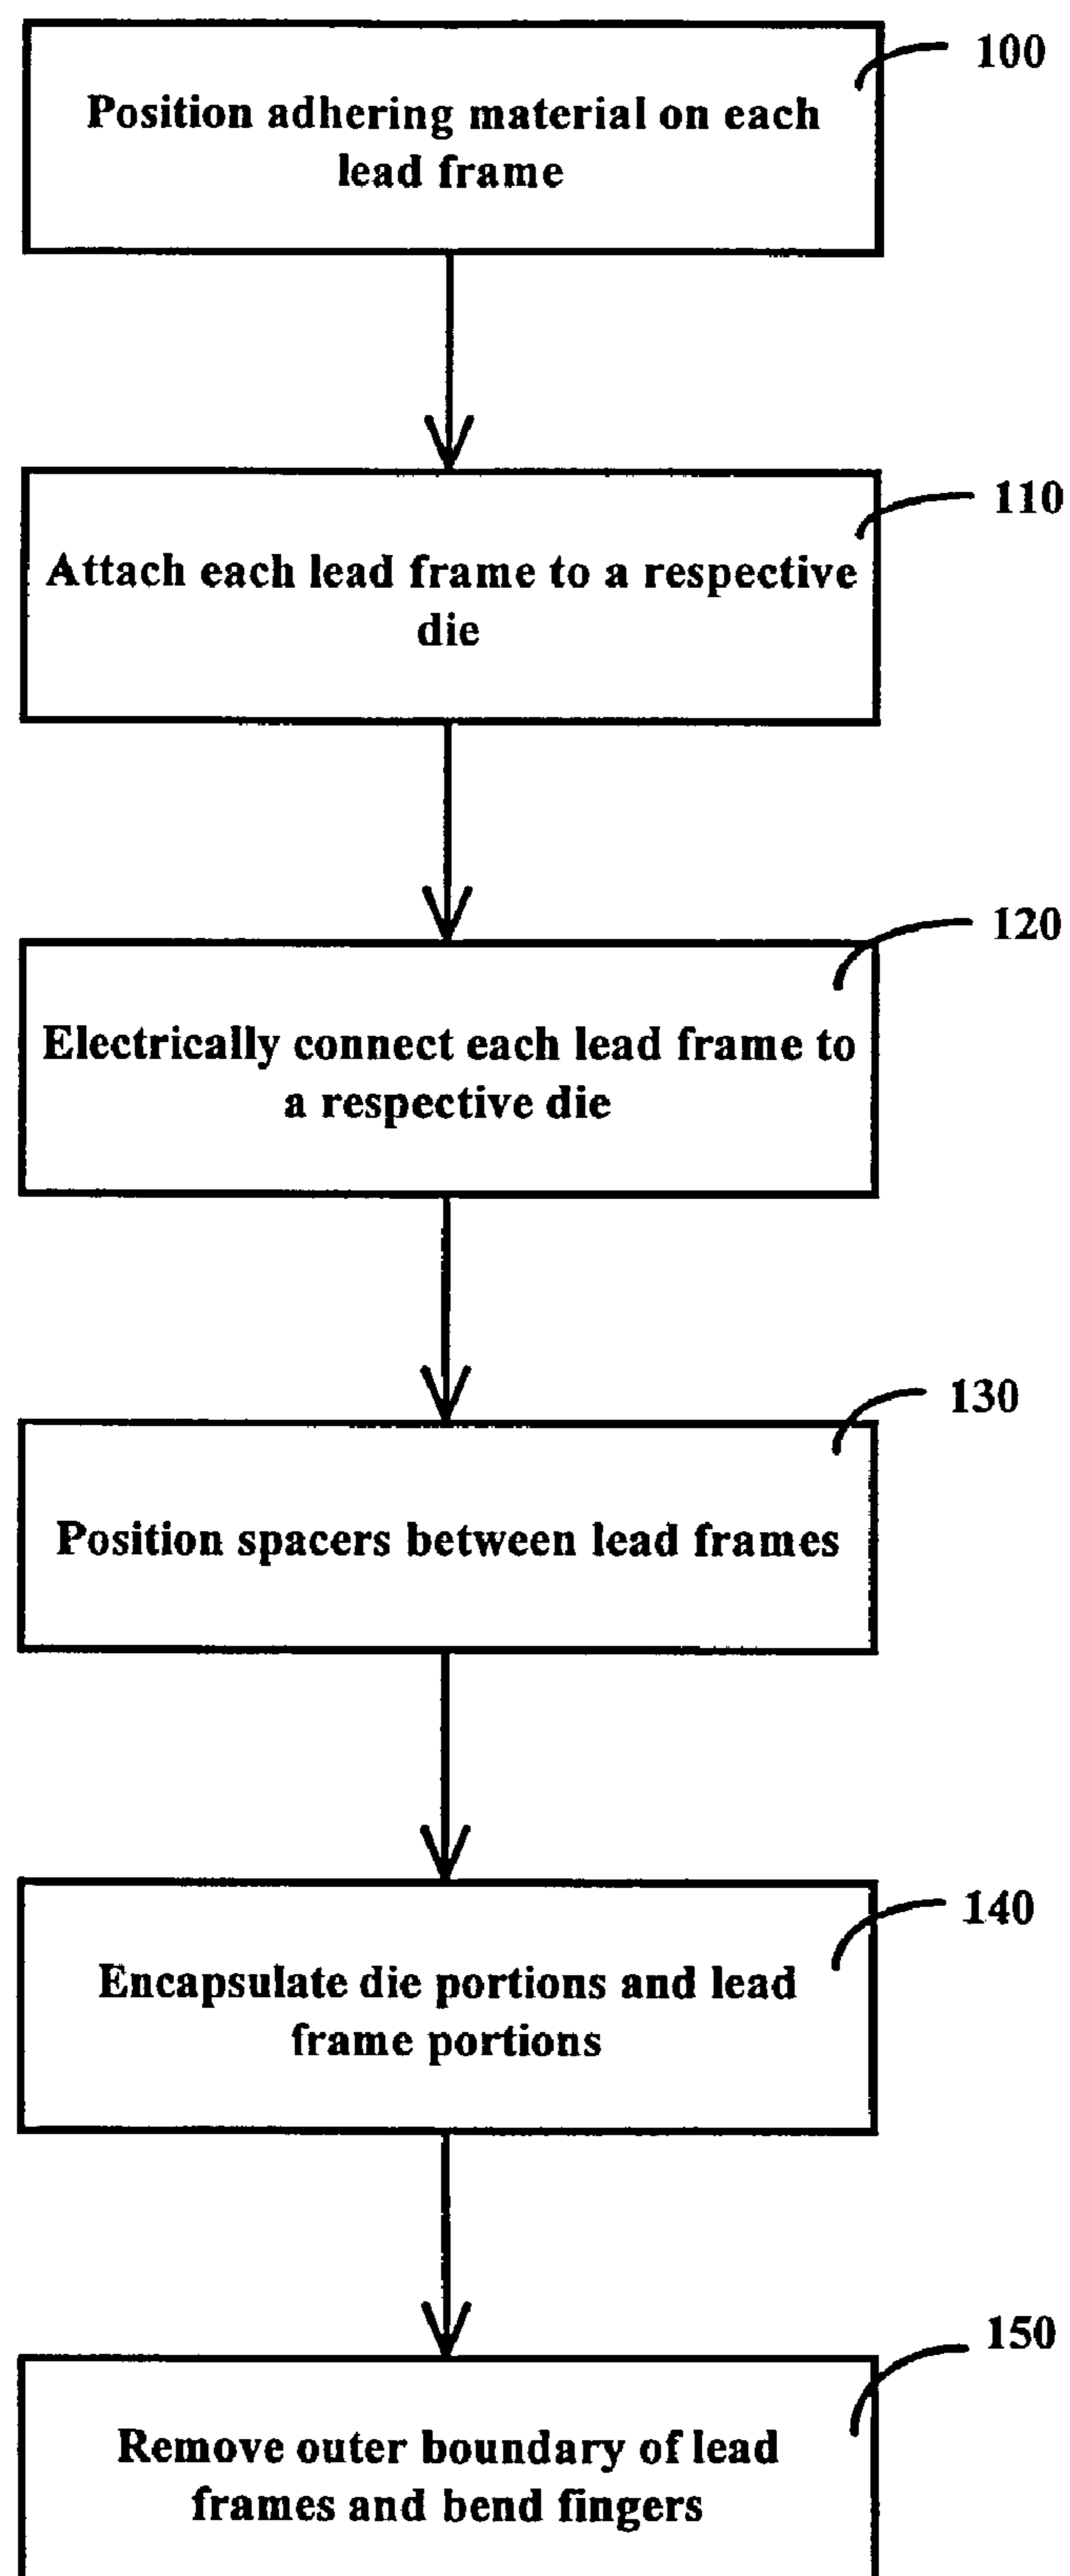 100
Position adhering material on each
lead frame
110
Attach each lead frame to a respective
die
120
Electrically connect each lead frame to
a respective die
130
Position spacers between lead frames
140
Encapsulate die portions and lead
frame portions
150
Remove outer boundary of lead
frames and bend fingers